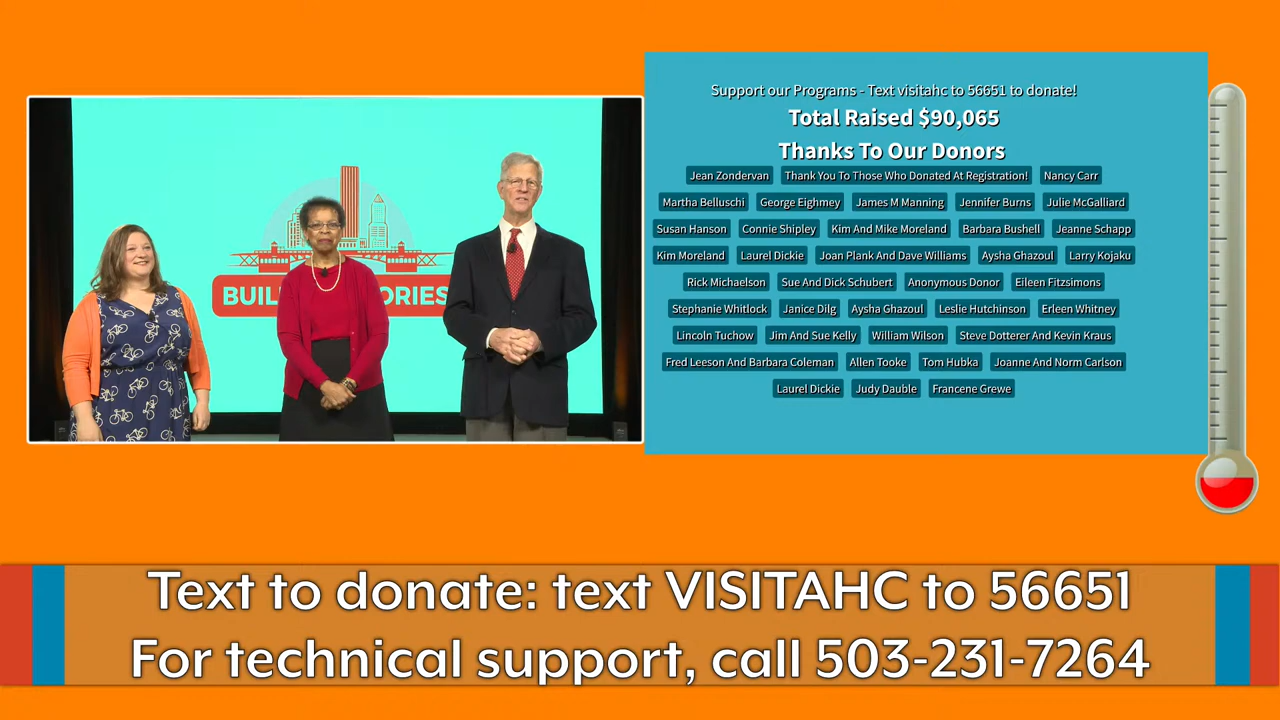 BUIL ORIES
Support our Programs - Text visitahc to 56651 to donate!
Total Raised $90,065
Thanks To Our Donors
Jean Zondervan Thank You To Those Who Donated At Registration! Nancy Carr
Martha Belluschi George Eighmey James M Manning Jennifer Burns Julie McGalliard
Susan Hanson Connie Shipley Kim And Mike Moreland Barbara Bushell Jeanne Schapp
Kim Moreland Laurel Dickie Joan Plank And Dave Williams Aysha Ghazoul Larry Kojaku
Rick Michaelson Sue And Dick Schubert Anonymous Donor Eileen Fitzsimons
Stephanie Whitlock Janice Dilg Aysha Ghazoul Leslie Hutchinson Erleen Whitney
Lincoln Tuchow Jim And Sue Kelly William Wilson Steve Dotterer And Kevin Kraus
Fred Leeson And Barbara Coleman Allen Tooke Tom Hubka Joanne And Norm Carlson
Laurel Dickie Judy Dauble Francene Grewe
Text to donate: text VISITAHC to 56651
For technical support, call 503-231-7264